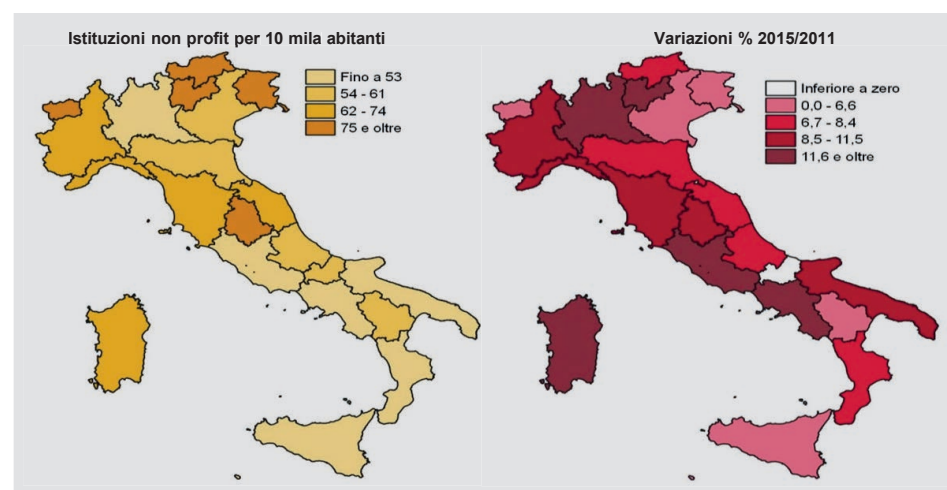 Istituzioni non profit per 10 mila abitanti
Fino a 53
54 - 61
62 - 74
75 e oltre
Variazioni % 2015/2011
Inferiore a zero
0,0 - 6,6
6,7 - 8,4
8,5 - 11,5
11,6 e oltre